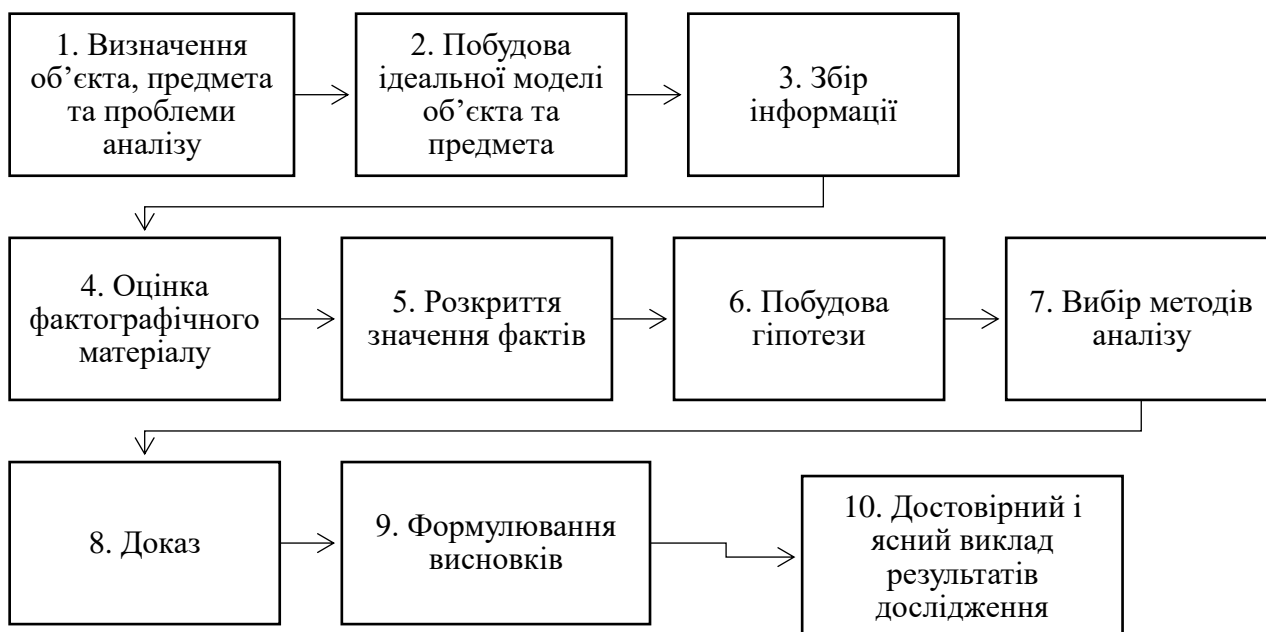 1. Визначення
об’єкта, предмета
та проблеми
аналізу
2. Побудова
ідеальної моделі
об’єкта та
предмета
3. Збір
інформації
4. Оцінка
фактографічного
матеріалу
5. Розкриття
значення фактів
6. Побудова
гіпотези
7. Вибір методів
аналізу
8. Доказ
9. Формулювання
висновків
10. Достовірний і
ясний виклад
результатів
дослідження